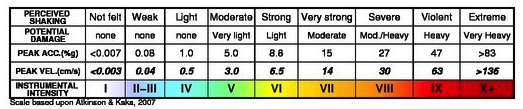 PERCEIVED SHAKING Not felt Weak Light Moderate Strong Very strong Severe Violent Extreme
POTENTIAL DAMAGE none none none Very light Light Moderate Mod./Heavy Heavy Very Heavy
PEAK ACC.(%g) <0.007 0.08 1.0 5.0 8.8 15 27 47 >83
PEAK VEL.(cm/s) <0.003 0.04 0.5 3.0 6.5 14 30 63 >136
INSTRUMENTAL INTENSITY I II–III IV V VI VII VIII IX X+
Scale based upon Atkinson & Kaka, 2007